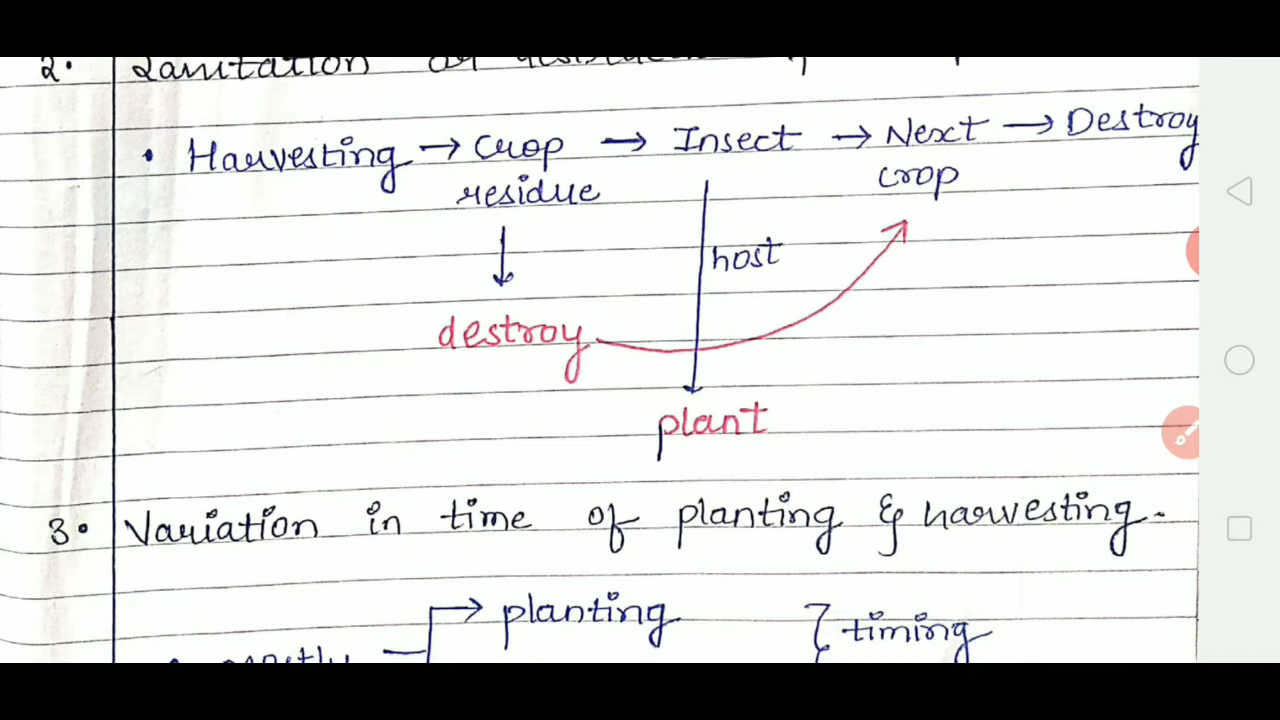 2. Sanitation
• Harvesting → Crop → Insect → Next → Destroy
residue crop
↓ host
destroy
plant
3. Variation in time of planting & harvesting.
→ planting } timing